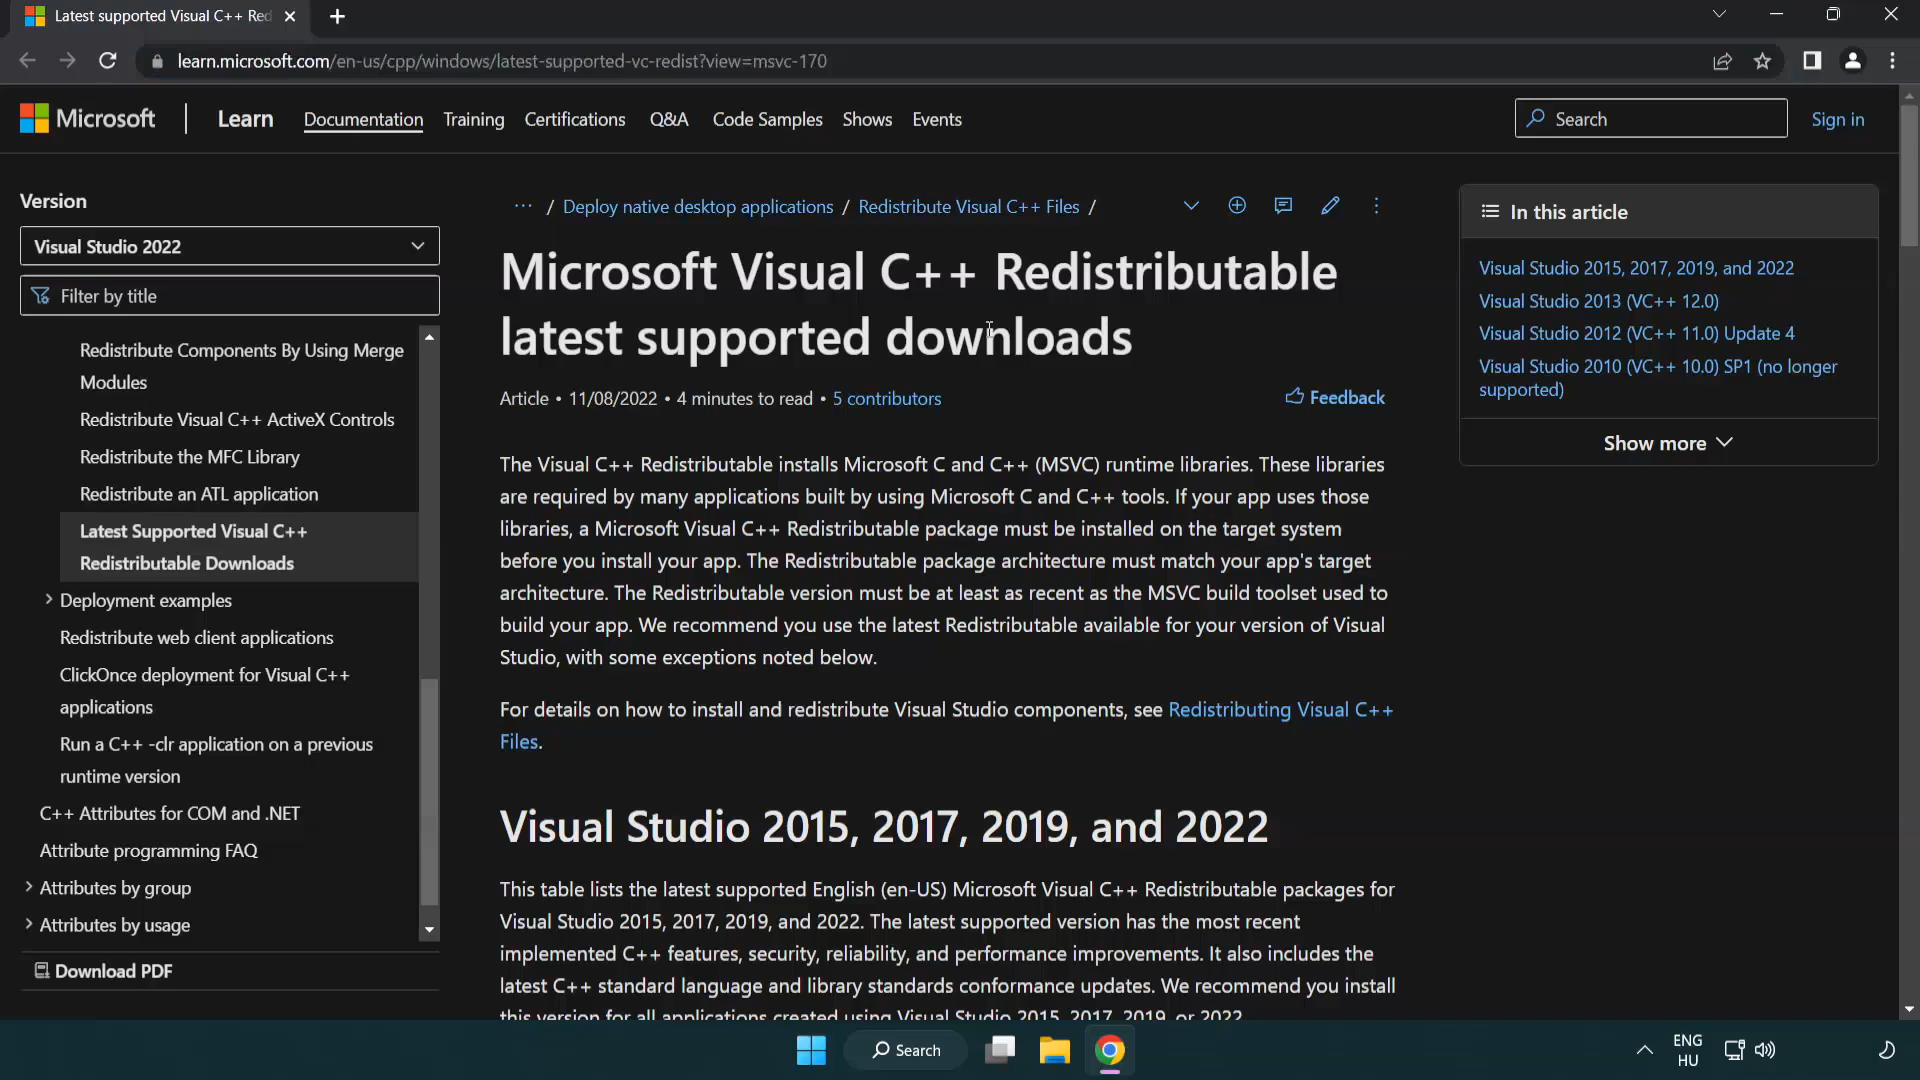 Latest supported Visual C++ Red
learn.microsoft.com/en-us/cpp/windows/latest-supported-vc-redist?view=msvc-170
Microsoft
Learn
Documentation
Training
Certifications
Q&A
Code Samples
Shows
Events
Search
Sign in
Version
Visual Studio 2022
Filter by title
Redistribute Components By Using Merge
Modules
Redistribute Visual C++ ActiveX Controls
Redistribute the MFC Library
Redistribute an ATL application
Latest Supported Visual C++
Redistributable Downloads
Deployment examples
Redistribute web client applications
ClickOnce deployment for Visual C++
applications
Run a C++ -clr application on a previous
runtime version
C++ Attributes for COM and .NET
Attribute programming FAQ
Attributes by group
Attributes by usage
Download PDF
... / Deploy native desktop applications / Redistribute Visual C++ Files /
Microsoft Visual C++ Redistributable
latest supported downloads
Article • 11/08/2022 • 4 minutes to read • 5 contributors
Feedback
The Visual C++ Redistributable installs Microsoft C and C++ (MSVC) runtime libraries. These libraries
are required by many applications built by using Microsoft C and C++ tools. If your app uses those
libraries, a Microsoft Visual C++ Redistributable package must be installed on the target system
before you install your app. The Redistributable package architecture must match your app's target
architecture. The Redistributable version must be at least as recent as the MSVC build toolset used to
build your app. We recommend you use the latest Redistributable available for your version of Visual
Studio, with some exceptions noted below.
For details on how to install and redistribute Visual Studio components, see Redistributing Visual C++
Files.
Visual Studio 2015, 2017, 2019, and 2022
This table lists the latest supported English (en-US) Microsoft Visual C++ Redistributable packages for
Visual Studio 2015, 2017, 2019, and 2022. The latest supported version has the most recent
implemented C++ features, security, reliability, and performance improvements. It also includes the
latest C++ standard language and library standards conformance updates. We recommend you install
this version for all applications created using Visual Studio 2015, 2017, 2019, or 2022.
In this article
Visual Studio 2015, 2017, 2019, and 2022
Visual Studio 2013 (VC++ 12.0)
Visual Studio 2012 (VC++ 11.0) Update 4
Visual Studio 2010 (VC++ 10.0) SP1 (no longer
supported)
Show more
Search
ENG
HU